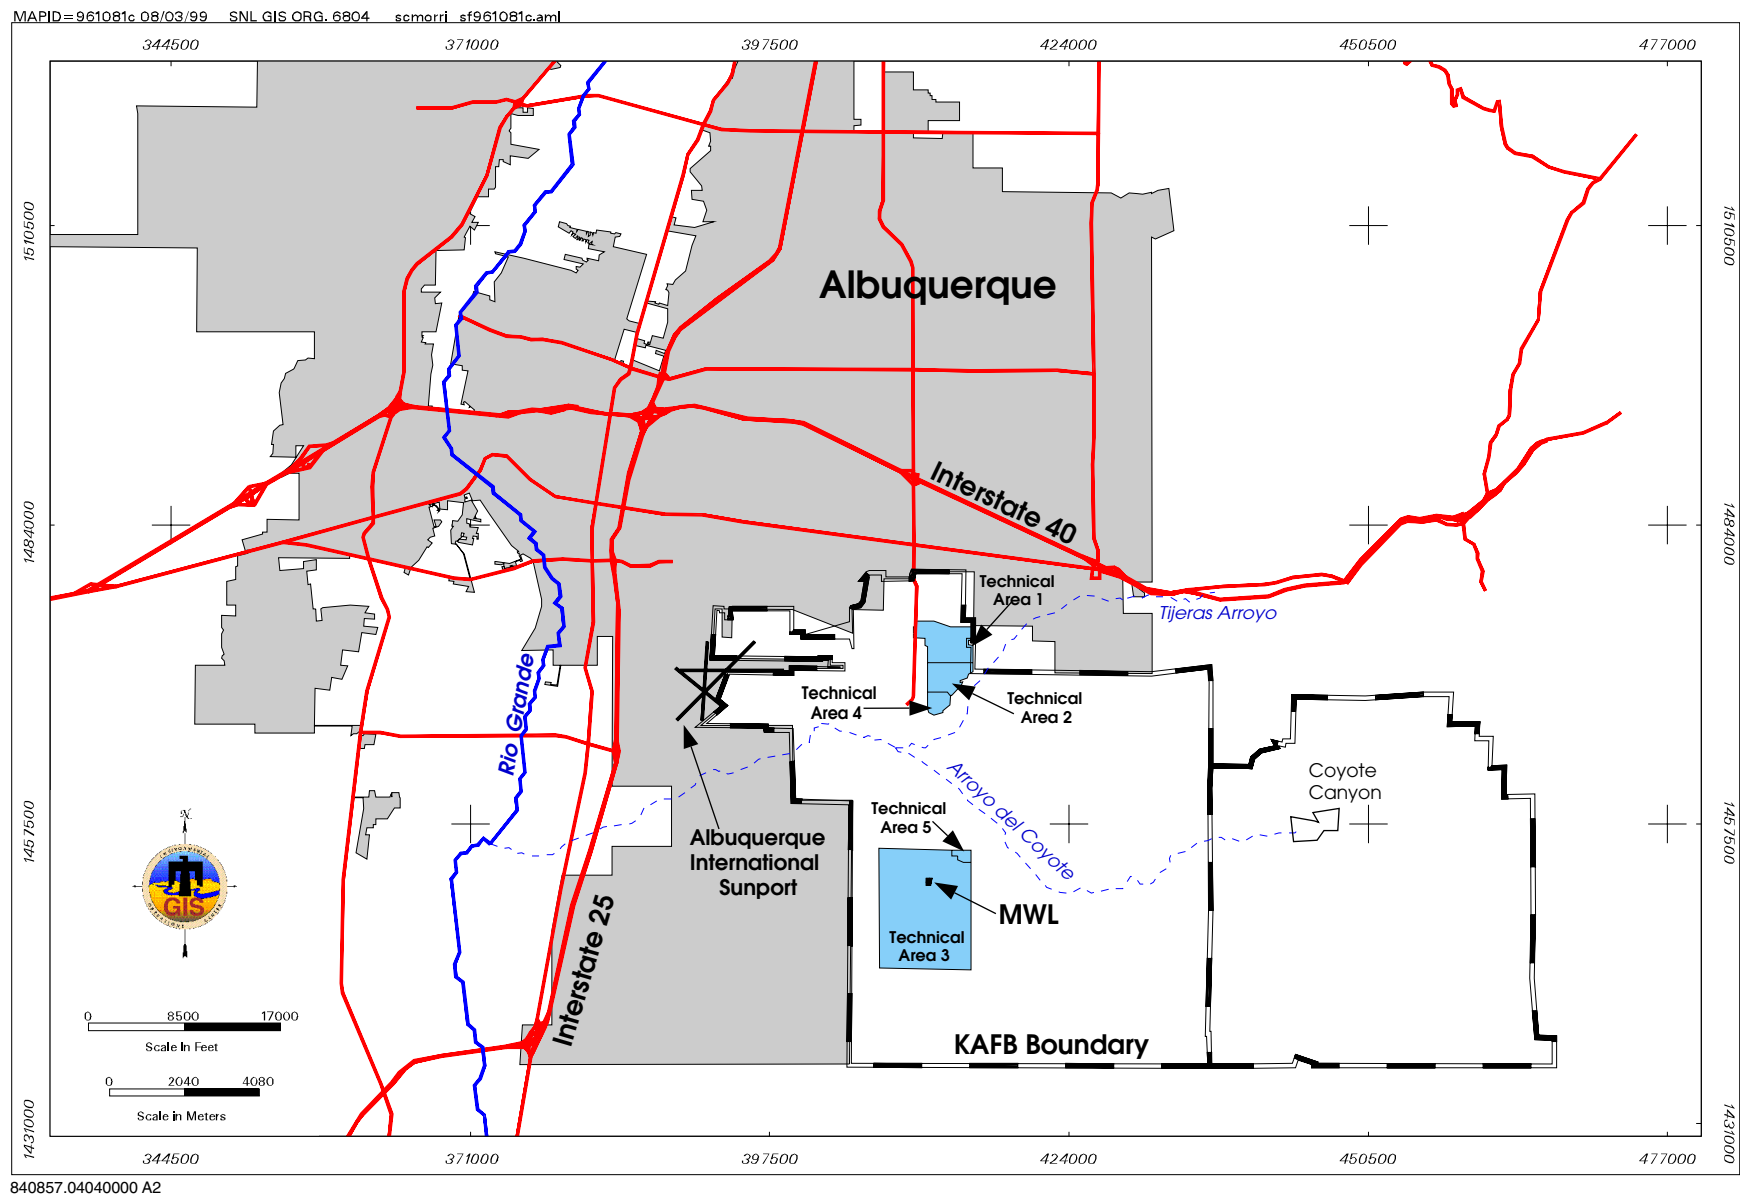 MAPID=961081c 08/03/99 SNL GIS ORG. 6804 scmorri sf961081c.aml
344500 371000 397500 424000 450500 477000
1510500
1510500
Albuquerque
Interstate 40
1484000
1484000
Technical
Area 1
Tijeras Arroyo
Rio Grande
Technical
Area 4
Technical
Area 2
Arroyo del Coyote
Coyote
Canyon
1457500
1457500
Technical
Area 5
Albuquerque
International
Sunport
N
GIS
MWL
Technical
Area 3
Interstate 25
0 8500 17000
Scale In Feet
KAFB Boundary
0 2040 4080
Scale in Meters
1431000
1431000
344500 371000 397500 424000 450500 477000
840857.04040000 A2